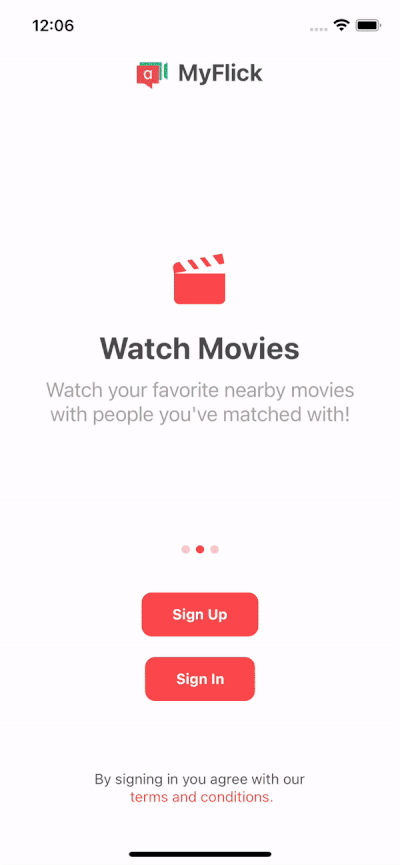 12:06
a MyFlick
Watch Movies
Watch your favorite nearby movies
with people you've matched with!
Sign Up
Sign In
By signing in you agree with our
terms and conditions.